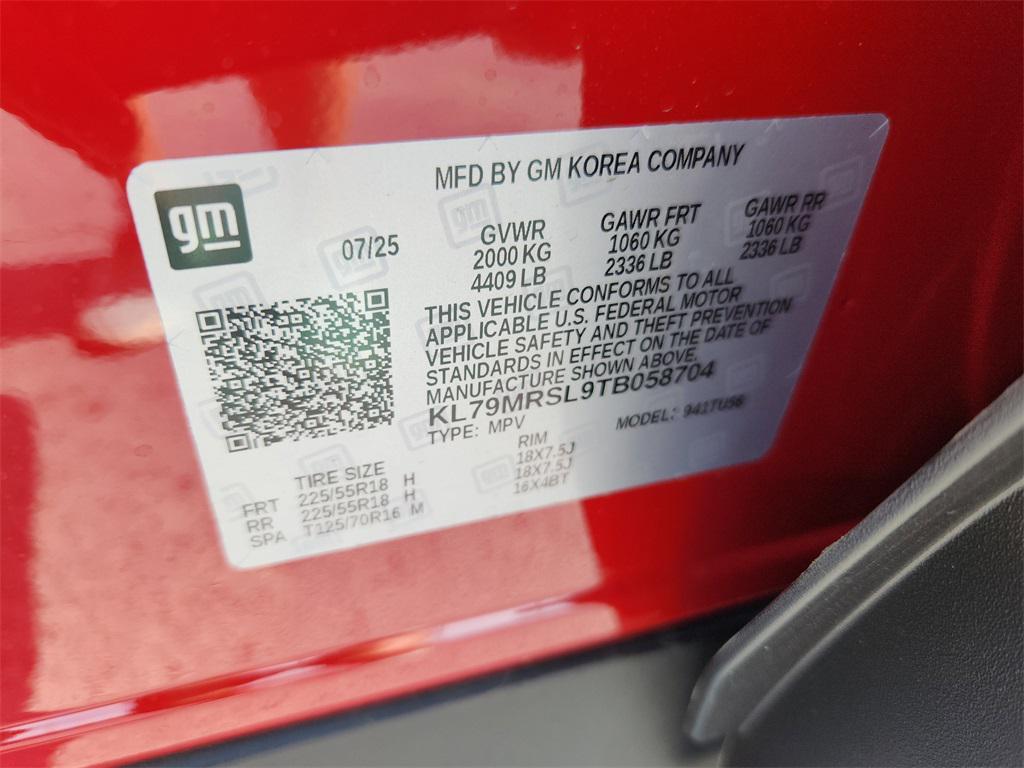 MFD BY GM KOREA COMPANY
gm
07/25
GVWR
2000 KG
4409 LB
GAWR FRT
1060 KG
2336 LB
GAWR RR
1060 KG
2336 LB
THIS VEHICLE CONFORMS TO ALL
APPLICABLE U.S. FEDERAL MOTOR
VEHICLE SAFETY AND THEFT PREVENTION
STANDARDS IN EFFECT ON THE DATE OF
MANUFACTURE SHOWN ABOVE.
KL79MRSL9TB058704
TYPE: MPV
MODEL: 941TU56
TIRE SIZE
RIM
FRT 225/55R18 H 18X7.5J
RR 225/55R18 H 18X7.5J
SPA T125/70R16 M 16X4BT